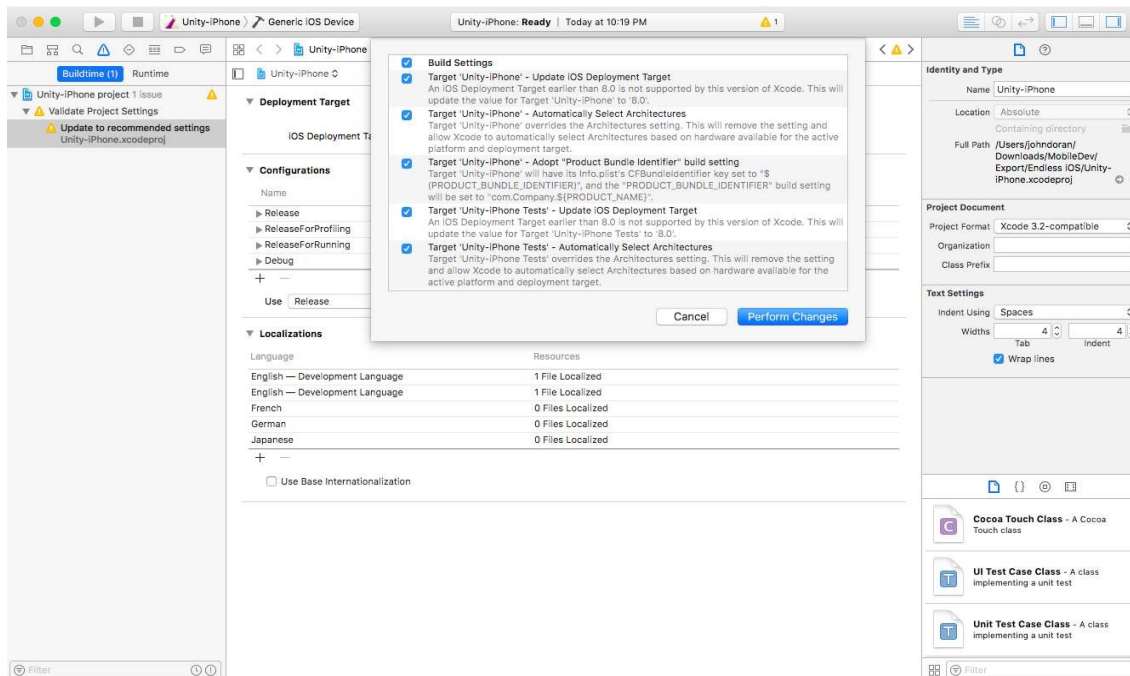 Unity-iPhone
Generic iOS Device
Unity-iPhone: Ready | Today at 10:19 PM
1
Buildtime (1)
Runtime
Unity-iPhone project 1 issue
Validate Project Settings
Update to recommended settings
Unity-iPhone.xcodeproj
Filter
Unity-iPhone
Unity-iPhone
Deployment Target
iOS Deployment Ta
Configurations
Name
Release
ReleaseForProfiling
ReleaseForRunning
Debug
+ −
Use Release
Localizations
Language Resources
English — Development Language 1 File Localized
English — Development Language 1 File Localized
French 0 Files Localized
German 0 Files Localized
Japanese 0 Files Localized
+ −
Use Base Internationalization
Build Settings
Target 'Unity-iPhone' - Update iOS Deployment Target
An iOS Deployment Target earlier than 8.0 is not supported by this version of Xcode. This will
update the value for Target 'Unity-iPhone' to '8.0'.
Target 'Unity-iPhone' - Automatically Select Architectures
Target 'Unity-iPhone' overrides the Architectures setting. This will remove the setting and
allow Xcode to automatically select Architectures based on hardware available for the active
platform and deployment target.
Target 'Unity-iPhone' - Adopt "Product Bundle Identifier" build setting
Target 'Unity-iPhone' will have its Info.plist's CFBundleIdentifier key set to "$
(PRODUCT_BUNDLE_IDENTIFIER)", and the "PRODUCT_BUNDLE_IDENTIFIER" build setting
will be set to "com.Company.${PRODUCT_NAME}".
Target 'Unity-iPhone Tests' - Update iOS Deployment Target
An iOS Deployment Target earlier than 8.0 is not supported by this version of Xcode. This will
update the value for Target 'Unity-iPhone Tests' to '8.0'.
Target 'Unity-iPhone Tests' - Automatically Select Architectures
Target 'Unity-iPhone Tests' overrides the Architectures setting. This will remove the setting
and allow Xcode to automatically select Architectures based on hardware available for the
active platform and deployment target.
Cancel
Perform Changes
Identity and Type
Name Unity-iPhone
Location Absolute
Containing directory
Full Path /Users/johndoran/
Downloads/MobileDev/
Export/Endless iOS/Unity-
iPhone.xcodeproj
Project Document
Project Format Xcode 3.2-compatible
Organization
Class Prefix
Text Settings
Indent Using Spaces
Widths 4 4
Tab Indent
Wrap lines
{}
C
Cocoa Touch Class - A Cocoa
Touch class
T
UI Test Case Class - A class
implementing a unit test
T
Unit Test Case Class - A class
implementing a unit test
Filter